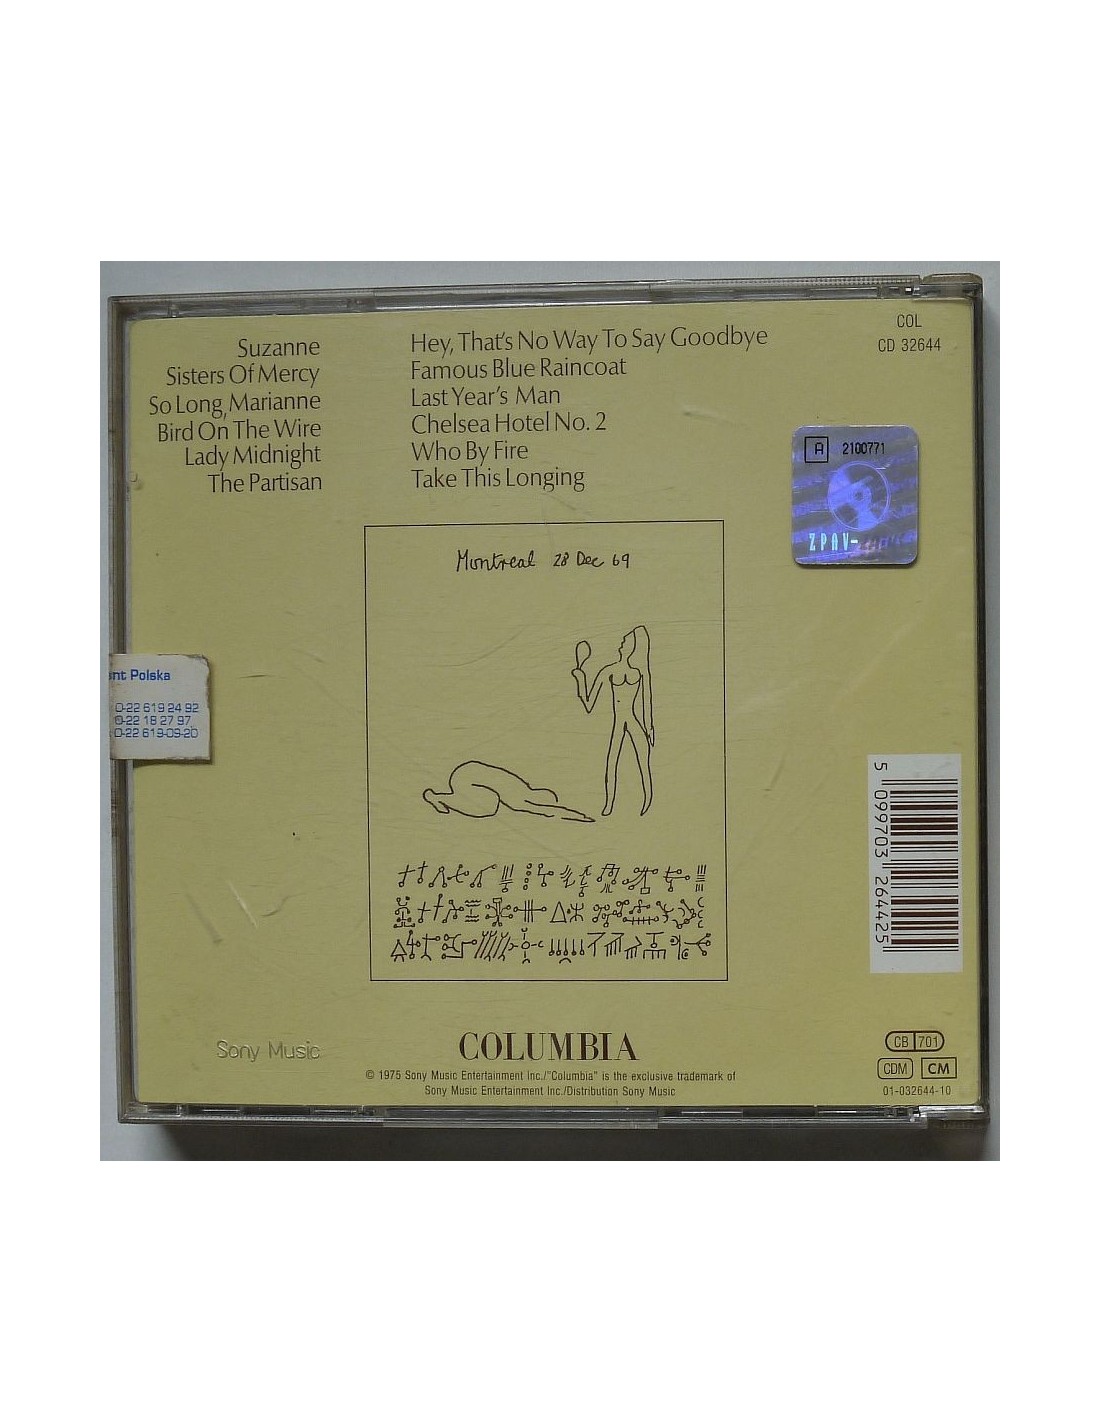 Suzanne
Sisters Of Mercy
So Long, Marianne
Bird On The Wire
Lady Midnight
The Partisan
Hey, That's No Way To Say Goodbye
Famous Blue Raincoat
Last Year's Man
Chelsea Hotel No. 2
Who By Fire
Take This Longing
COL
CD 32644
A 2100771
ZPAV
Montreal 28 Dec 69
Polska
0-22 619 24 92
0-22 18 27 97
0-22 619-09-20
5 099703 264425
Sony Music
COLUMBIA
© 1975 Sony Music Entertainment Inc./"Columbia" is the exclusive trademark of
Sony Music Entertainment Inc./Distribution Sony Music
CB 701
CDM CM
01-032644-10